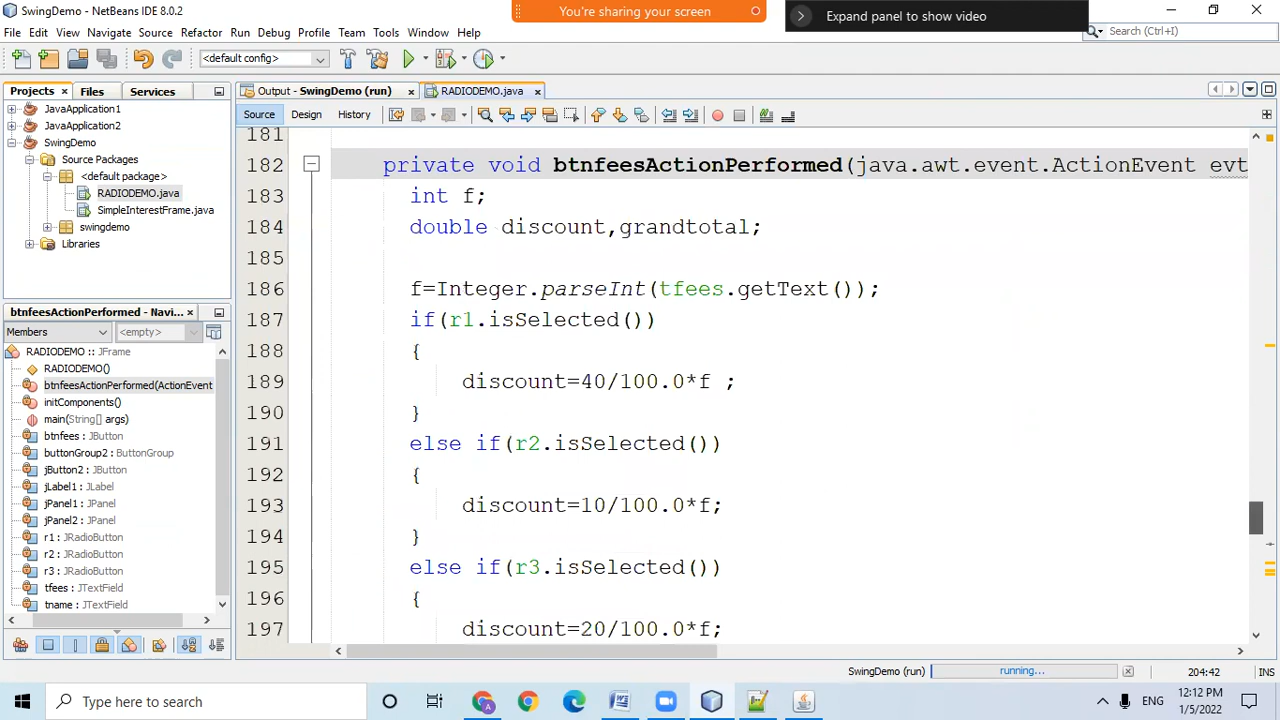 SwingDemo - NetBeans IDE 8.0.2
You're sharing your screen
Expand panel to show video
File Edit View Navigate Source Refactor Run Debug Profile Team Tools Window Help
Search (Ctrl+I)
<default config>
Projects Files Services
Output - SwingDemo (run) RADIODEMO.java
JavaApplication1
JavaApplication2
SwingDemo
Source Packages
<default package>
RADIODEMO.java
SimpleInterestFrame.java
swingdemo
Libraries
Source Design History
181
182 private void btnfeesActionPerformed(java.awt.event.ActionEvent evt
183 int f;
184 double discount,grandtotal;
185
186 f=Integer.parseInt(tfees.getText());
187 if(r1.isSelected())
188 {
189 discount=40/100.0*f ;
190 }
191 else if(r2.isSelected())
192 {
193 discount=10/100.0*f;
194 }
195 else if(r3.isSelected())
196 {
197 discount=20/100.0*f;
btnfeesActionPerformed - Navi...
Members <empty>
RADIODEMO :: JFrame
RADIODEMO()
btnfeesActionPerformed(ActionEvent
initComponents()
main(String[] args)
btnfees : JButton
buttonGroup2 : ButtonGroup
jButton2 : JButton
jLabel1 : JLabel
jPanel1 : JPanel
jPanel2 : JPanel
r1 : JRadioButton
r2 : JRadioButton
r3 : JRadioButton
tfees : JTextField
tname : JTextField
SwingDemo (run) running... 204:42 INS
Type here to search
ENG
12:12 PM
1/5/2022